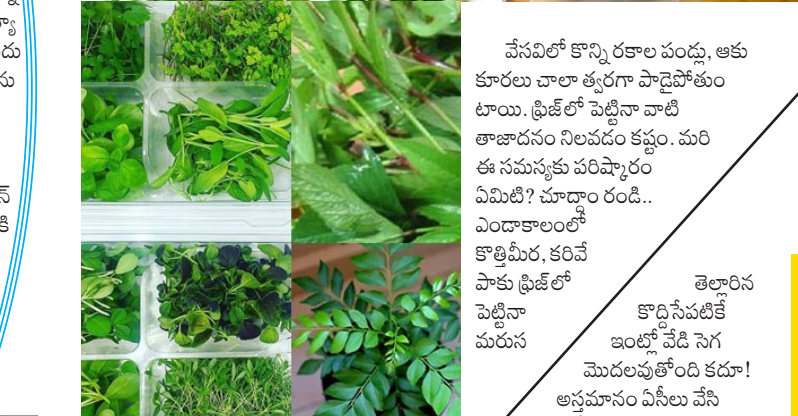 వేసవిలో కొన్ని రకాల పండ్లు, ఆకు
కూరలు చాలా త్వరగా పాడైపోతుం
టాయి. ఫ్రిజ్‌లో పెట్టినా వాటి
తాజాదనం నిలవడం కష్టం. మరి
ఈ సమస్యకు పరిష్కారం
ఏమిటి? చూద్దాం రండి..
ఎండాకాలంలో
కొత్తిమీర, కరివే
పాకు ఫ్రిజ్‌లో
పెట్టినా
మరుస
తెల్లారిన
కొద్దిసేపటికే
ఇంట్లో వేడి సెగ
మొదలవుతోంది కదూ!
అస్తమానం ఏసీలు వేసి